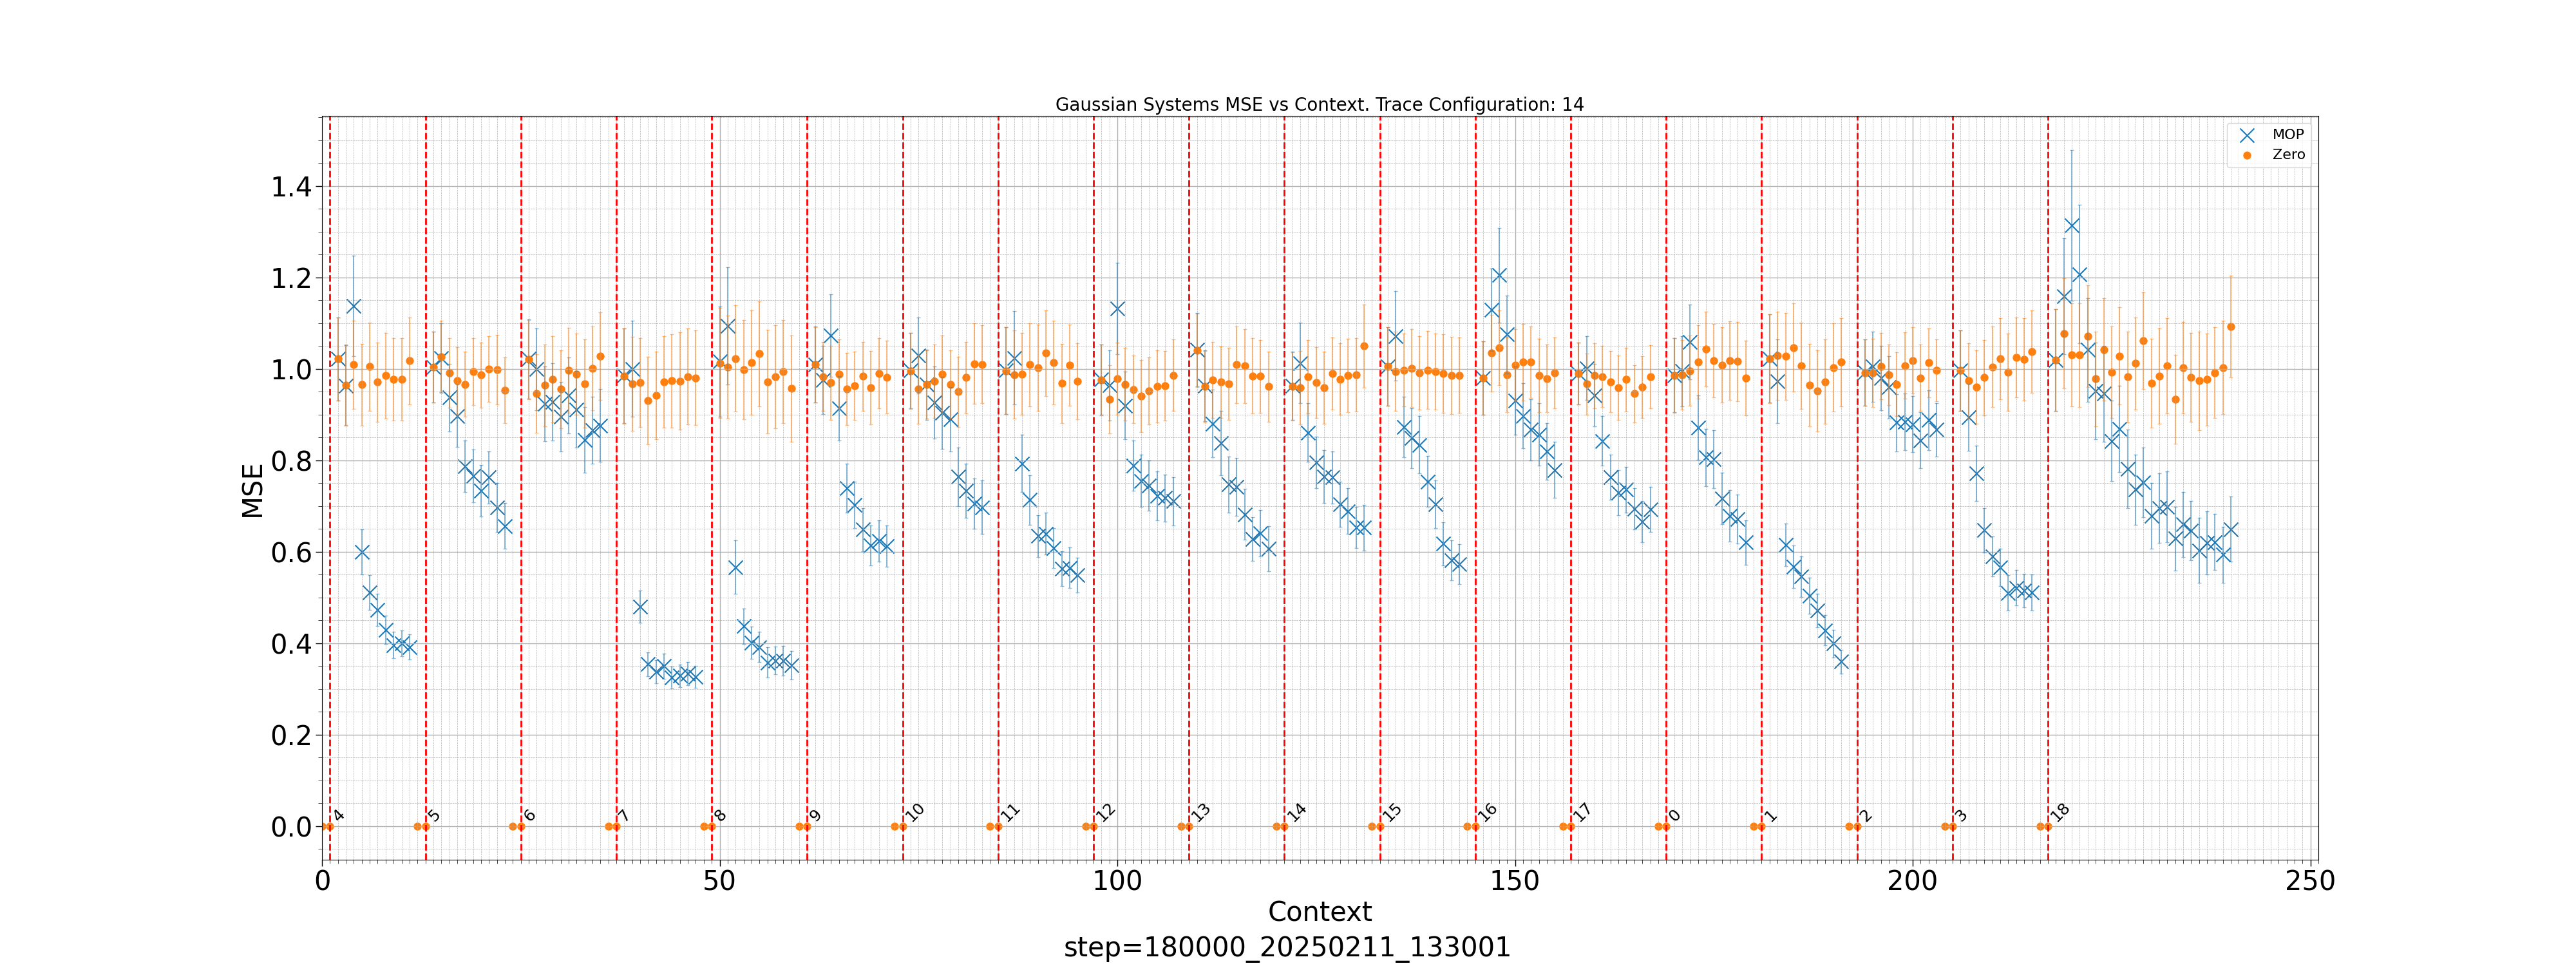 Gaussian Systems MSE vs Context. Trace Configuration: 14
MOP
Zero
MSE
1.4
1.2
1.0
0.8
0.6
0.4
0.2
0.0
4 5 6 7 8 9 10 11 12 13 14 15 16 17 0 1 2 3 18
0 50 100 150 200 250
Context
step=180000_20250211_133001